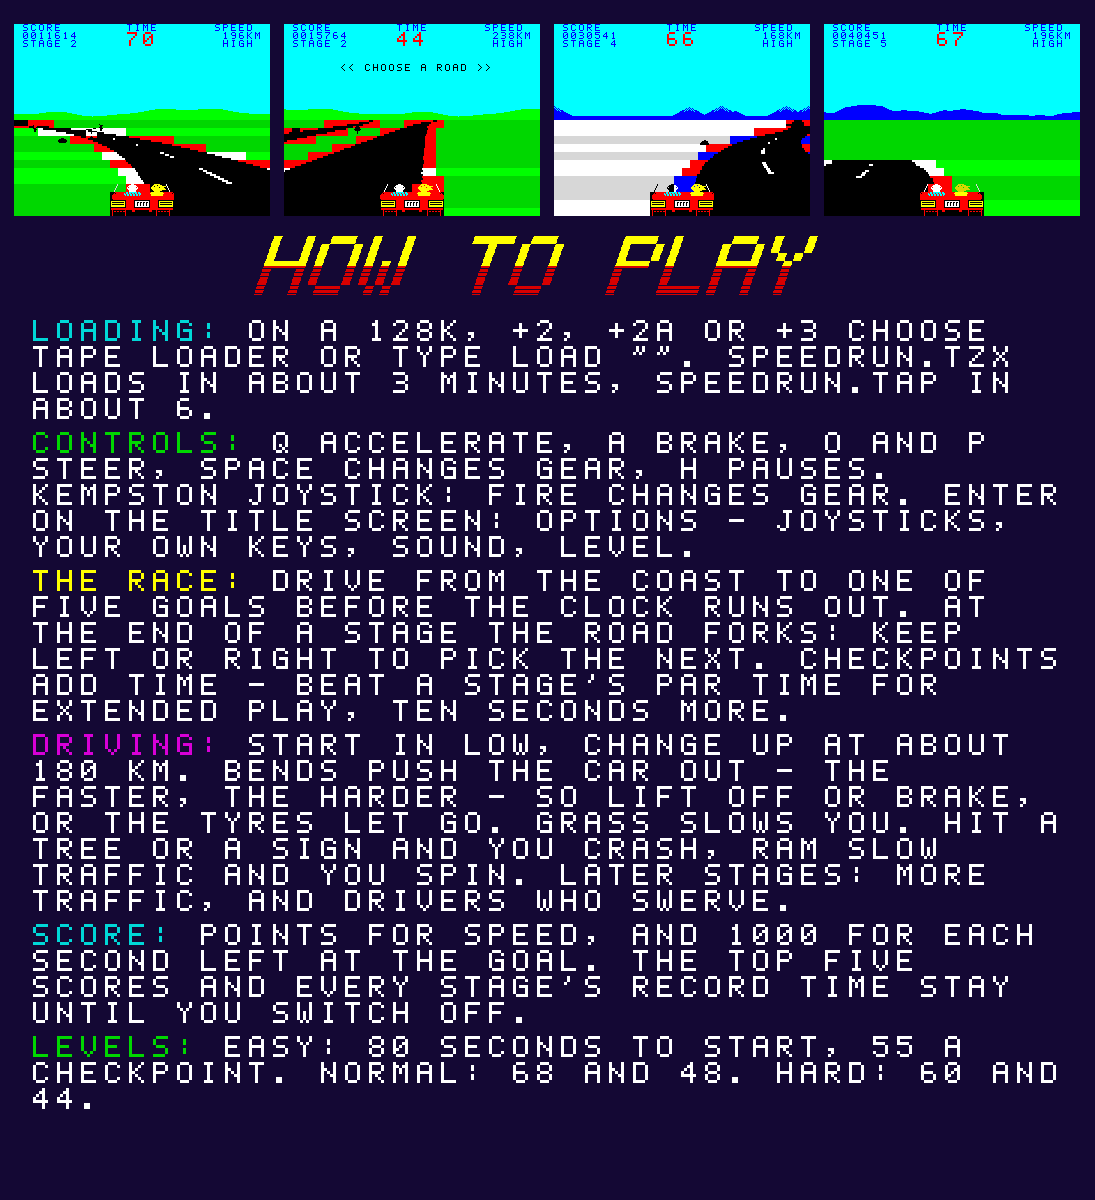 SCORE TIME SPEED
0011514 70 196KM
STAGE 2 HIGH
SCORE TIME SPEED
0015764 44 238KM
STAGE 2 HIGH
<< CHOOSE A ROAD >>
SCORE TIME SPEED
0030541 66 168KM
STAGE 4 HIGH
SCORE TIME SPEED
0040451 67 196KM
STAGE 5 HIGH
HOW TO PLAY
LOADING: ON A 128K, +2, +2A OR +3 CHOOSE
TAPE LOADER OR TYPE LOAD "". SPEEDRUN.TZX
LOADS IN ABOUT 3 MINUTES, SPEEDRUN.TAP IN
ABOUT 6.
CONTROLS: Q ACCELERATE, A BRAKE, O AND P
STEER, SPACE CHANGES GEAR, H PAUSES.
KEMPSTON JOYSTICK: FIRE CHANGES GEAR. ENTER
ON THE TITLE SCREEN: OPTIONS - JOYSTICKS,
YOUR OWN KEYS, SOUND, LEVEL.
THE RACE: DRIVE FROM THE COAST TO ONE OF
FIVE GOALS BEFORE THE CLOCK RUNS OUT. AT
THE END OF A STAGE THE ROAD FORKS: KEEP
LEFT OR RIGHT TO PICK THE NEXT. CHECKPOINTS
ADD TIME - BEAT A STAGE'S PAR TIME FOR
EXTENDED PLAY, TEN SECONDS MORE.
DRIVING: START IN LOW, CHANGE UP AT ABOUT
180 KM. BENDS PUSH THE CAR OUT - THE
FASTER, THE HARDER - SO LIFT OFF OR BRAKE,
OR THE TYRES LET GO. GRASS SLOWS YOU. HIT A
TREE OR A SIGN AND YOU CRASH, RAM SLOW
TRAFFIC AND YOU SPIN. LATER STAGES: MORE
TRAFFIC, AND DRIVERS WHO SWERVE.
SCORE: POINTS FOR SPEED, AND 1000 FOR EACH
SECOND LEFT AT THE GOAL. THE TOP FIVE
SCORES AND EVERY STAGE'S RECORD TIME STAY
UNTIL YOU SWITCH OFF.
LEVELS: EASY: 80 SECONDS TO START, 55 A
CHECKPOINT. NORMAL: 68 AND 48. HARD: 60 AND
44.